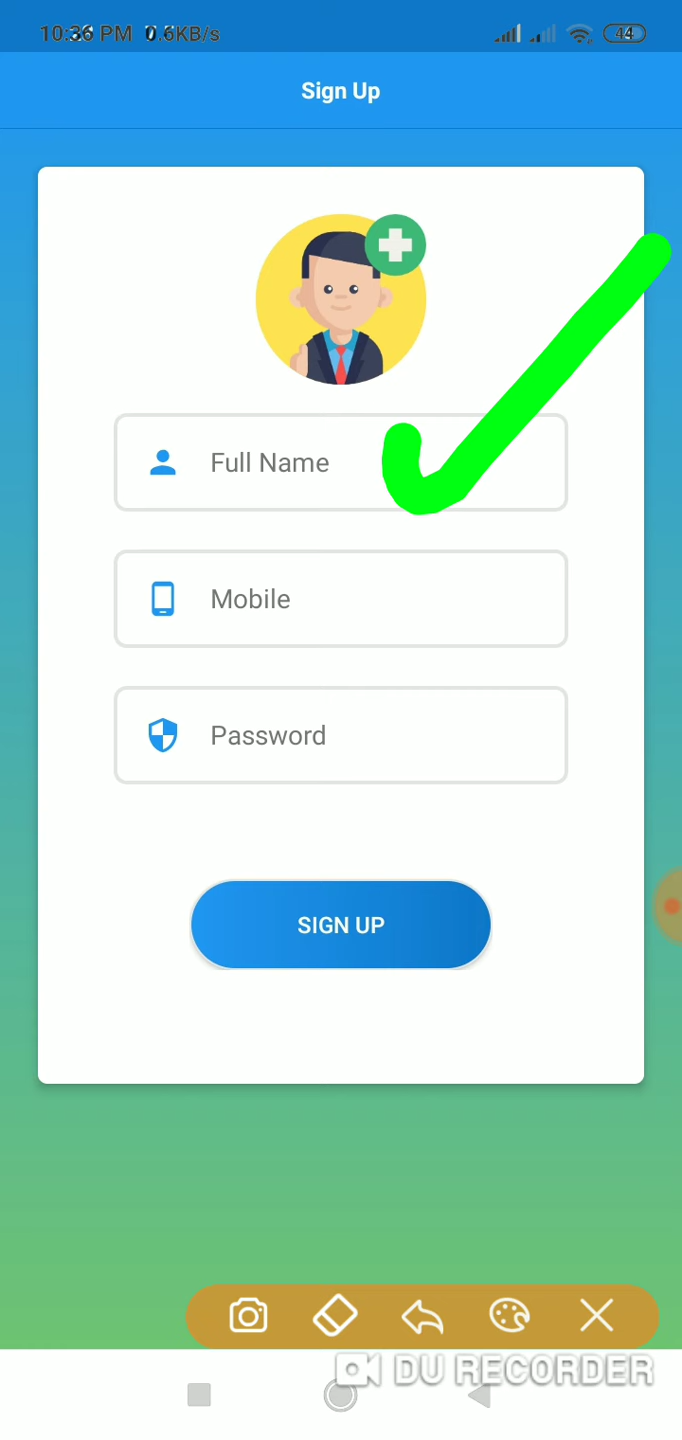 10:36 PM 0.6KB/s 44
Sign Up
Full Name
Mobile
Password
SIGN UP
DU RECORDER